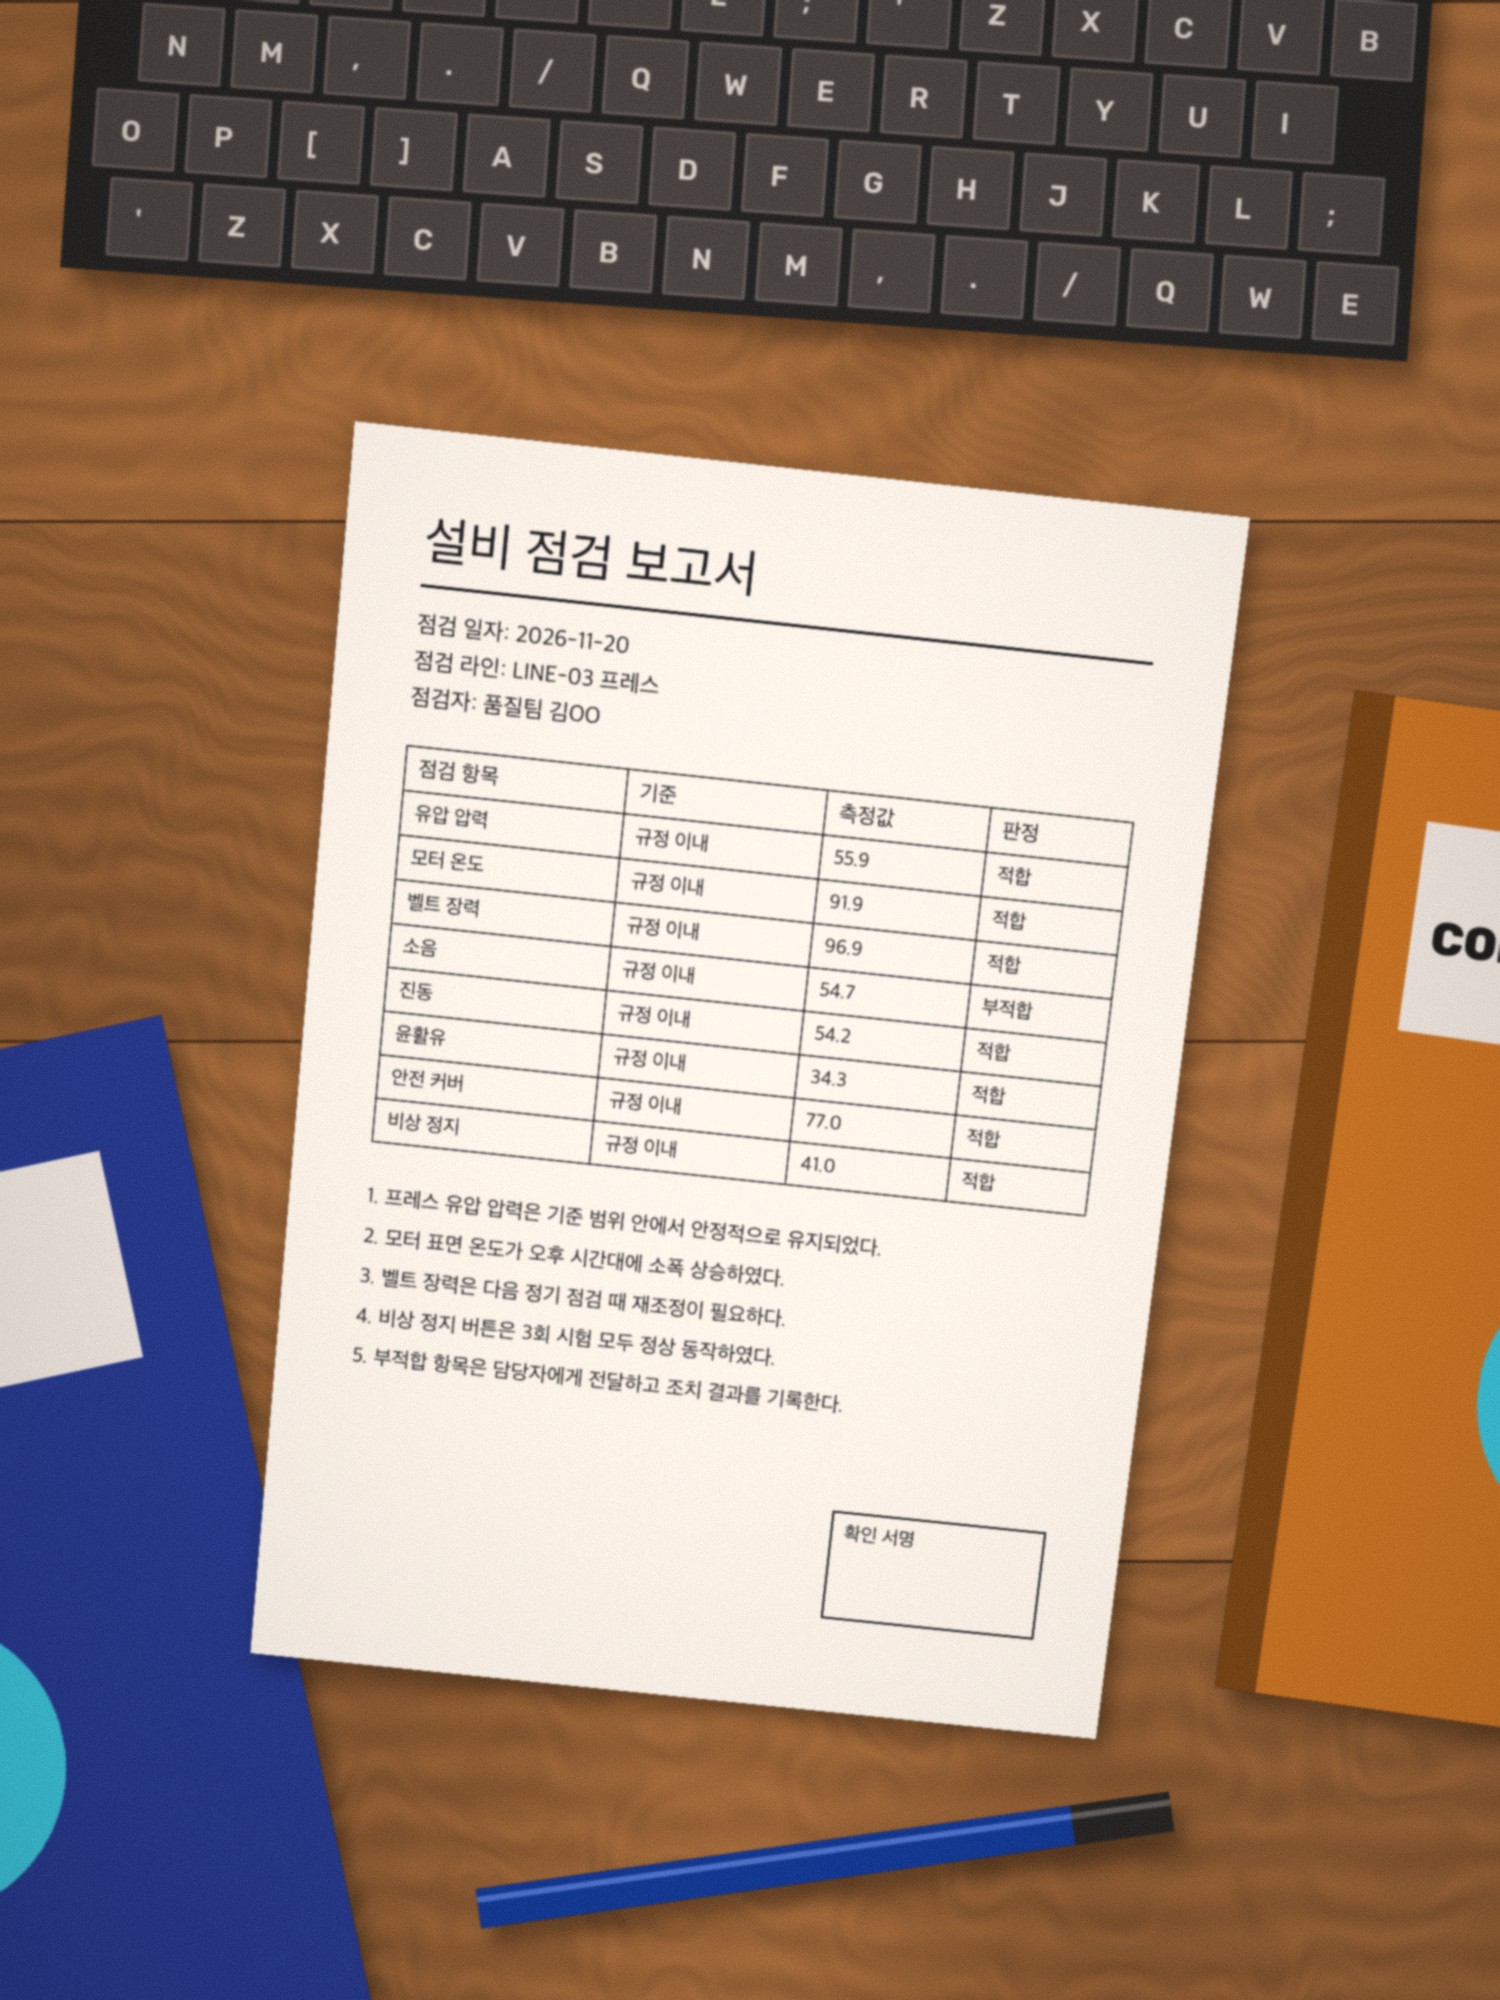 N M , . / Q W E R T Y U I
O P [ ] A S D F G H J K L ;
' Z X C V B N M , . / Q W E
설비 점검 보고서
점검 일자: 2026-11-20
점검 라인: LINE-03 프레스
점검자: 품질팀 김OO
점검 항목 기준 측정값 판정
유압 압력 규정 이내 55.9 적합
모터 온도 규정 이내 91.9 적합
벨트 장력 규정 이내 96.9 적합
소음 규정 이내 54.7 부적합
진동 규정 이내 54.2 적합
윤활유 규정 이내 34.3 적합
안전 커버 규정 이내 77.0 적합
비상 정지 규정 이내 41.0 적합
1. 프레스 유압 압력은 기준 범위 안에서 안정적으로 유지되었다.
2. 모터 표면 온도가 오후 시간대에 소폭 상승하였다.
3. 벨트 장력은 다음 정기 점검 때 재조정이 필요하다.
4. 비상 정지 버튼은 3회 시험 모두 정상 동작하였다.
5. 부적합 항목은 담당자에게 전달하고 조치 결과를 기록한다.
확인 서명